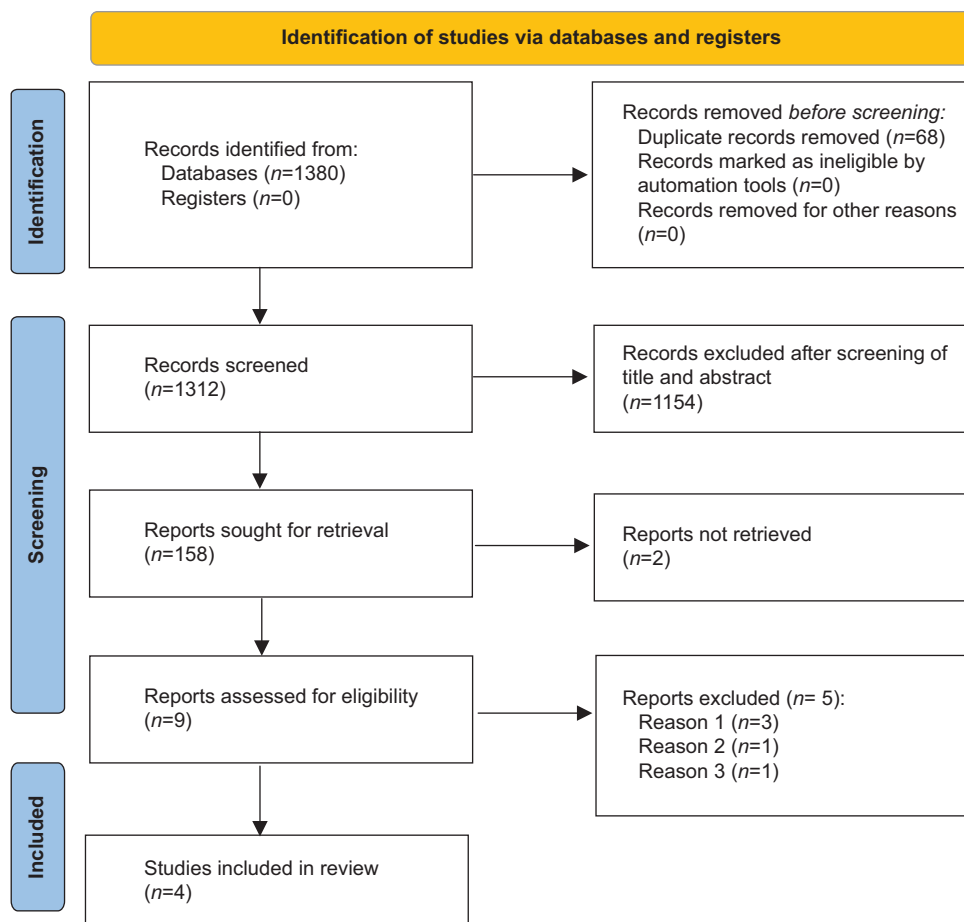 Identification of studies via databases and registers
Identification
Records identified from:
Databases (n=1380)
Registers (n=0)
Records removed before screening:
Duplicate records removed (n=68)
Records marked as ineligible by
automation tools (n=0)
Records removed for other reasons
(n=0)
Screening
Records screened
(n=1312)
Records excluded after screening of
title and abstract
(n=1154)
Reports sought for retrieval
(n=158)
Reports not retrieved
(n=2)
Reports assessed for eligibility
(n=9)
Reports excluded (n= 5):
Reason 1 (n=3)
Reason 2 (n=1)
Reason 3 (n=1)
Included
Studies included in review
(n=4)